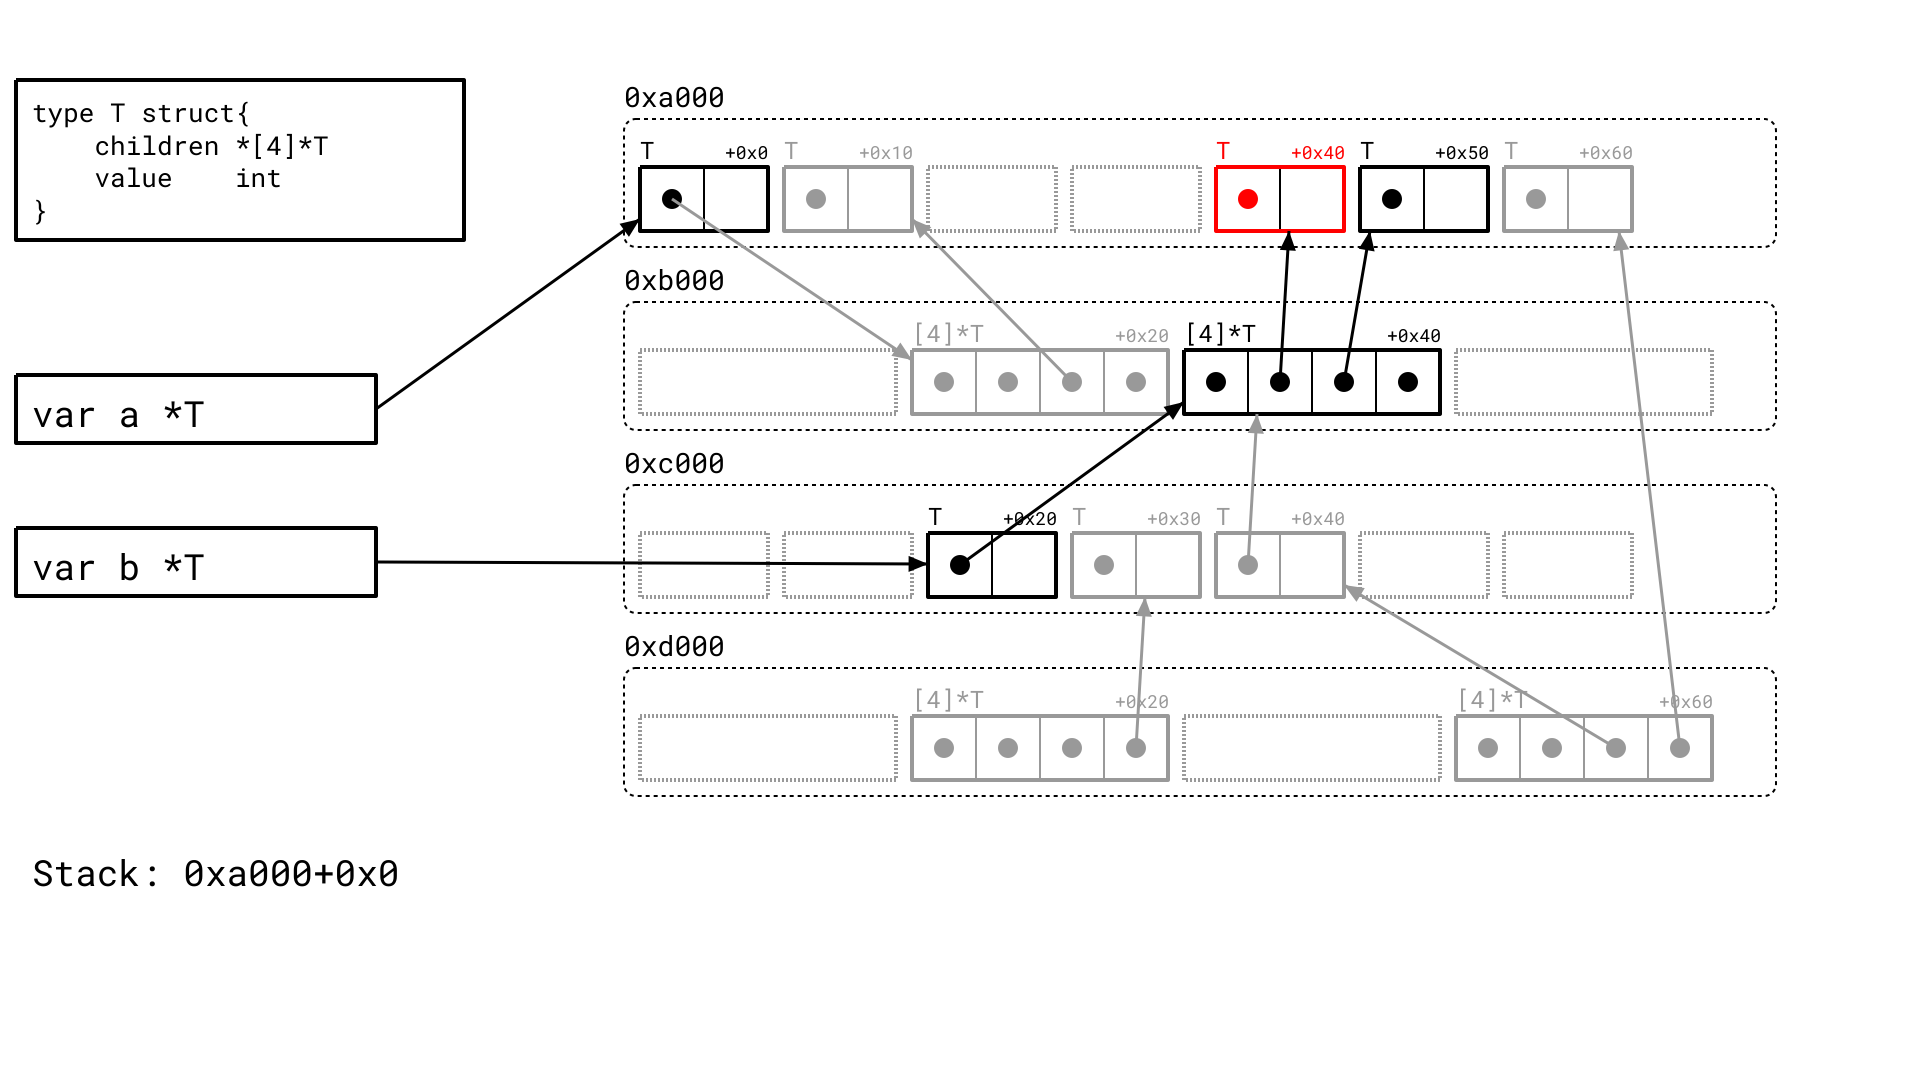 type T struct{
    children *[4]*T
    value    int
}
var a *T
var b *T
0xa000
T +0x0 T +0x10 T +0x40 T +0x50 T +0x60
0xb000
[4]*T +0x20 [4]*T +0x40
0xc000
T +0x20 T +0x30 T +0x40
0xd000
[4]*T +0x20 [4]*T +0x60
Stack: 0xa000+0x0